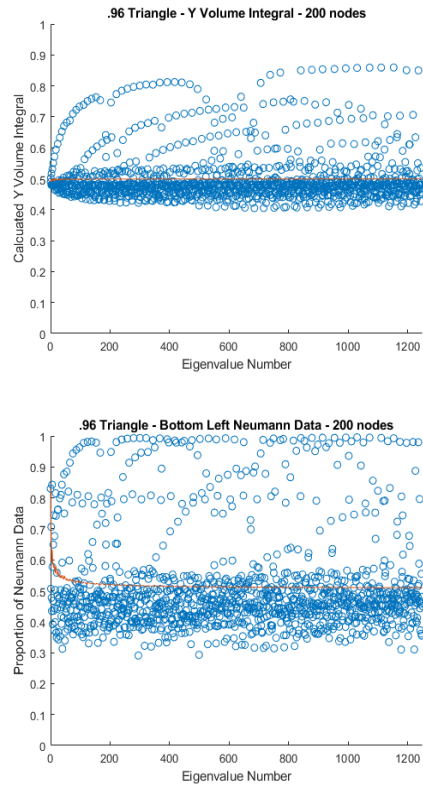 .96 Triangle - Y Volume Integral - 200 nodes
1
0.9
0.8
0.7
0.6
0.5
0.4
0.3
0.2
0.1
0
Calcuated Y Volume Integral
0 200 400 600 800 1000 1200
Eigenvalue Number
.96 Triangle - Bottom Left Neumann Data - 200 nodes
1
0.9
0.8
0.7
0.6
0.5
0.4
0.3
0.2
0.1
0
Proportion of Neumann Data
0 200 400 600 800 1000 1200
Eigenvalue Number